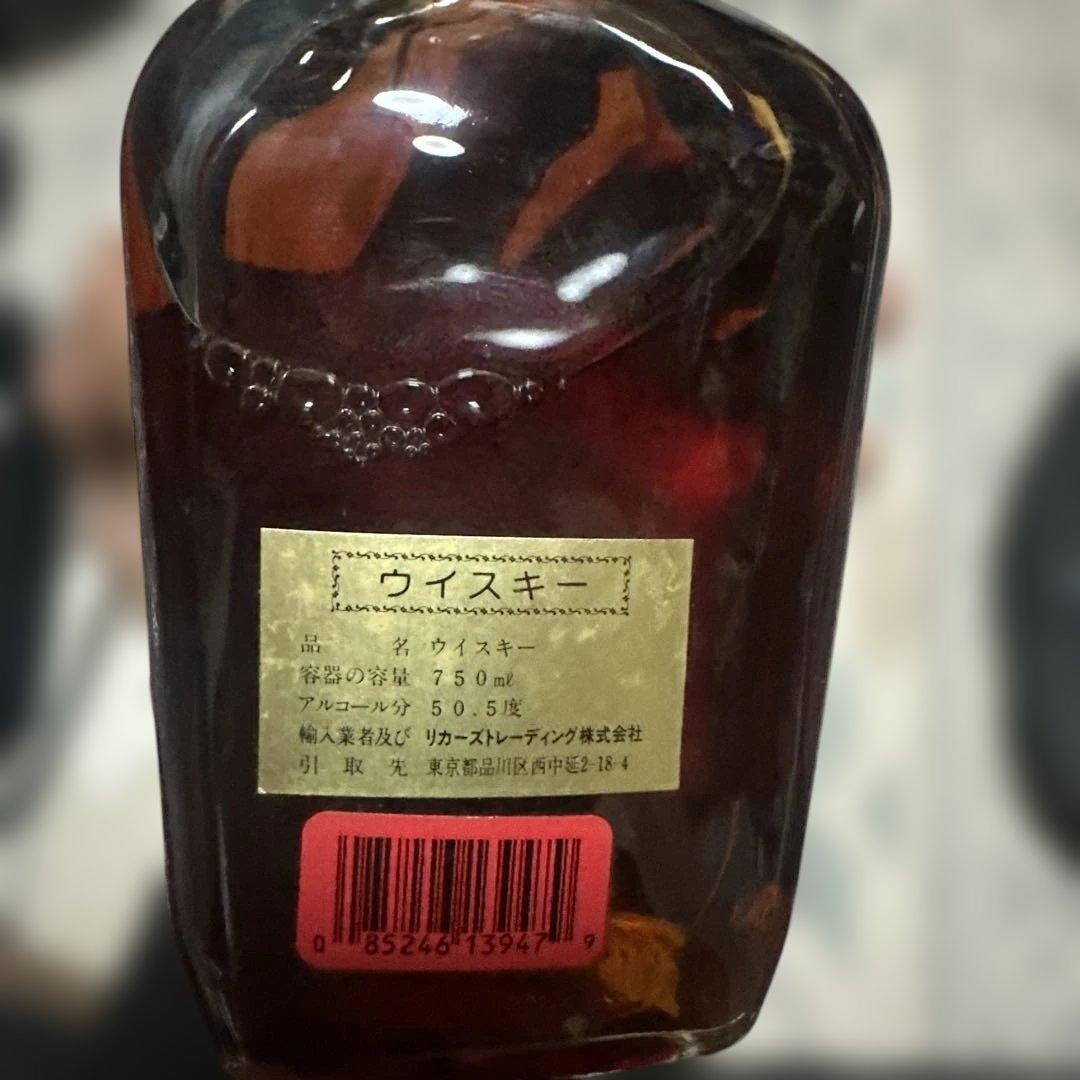 ウイスキー
品名 ウイスキー
容器の容量 750㎖
アルコール分 50.5度
輸入業者及び リカーズトレーディング株式会社
引取先 東京都品川区西中延2-18-4
0 85246 13947 9